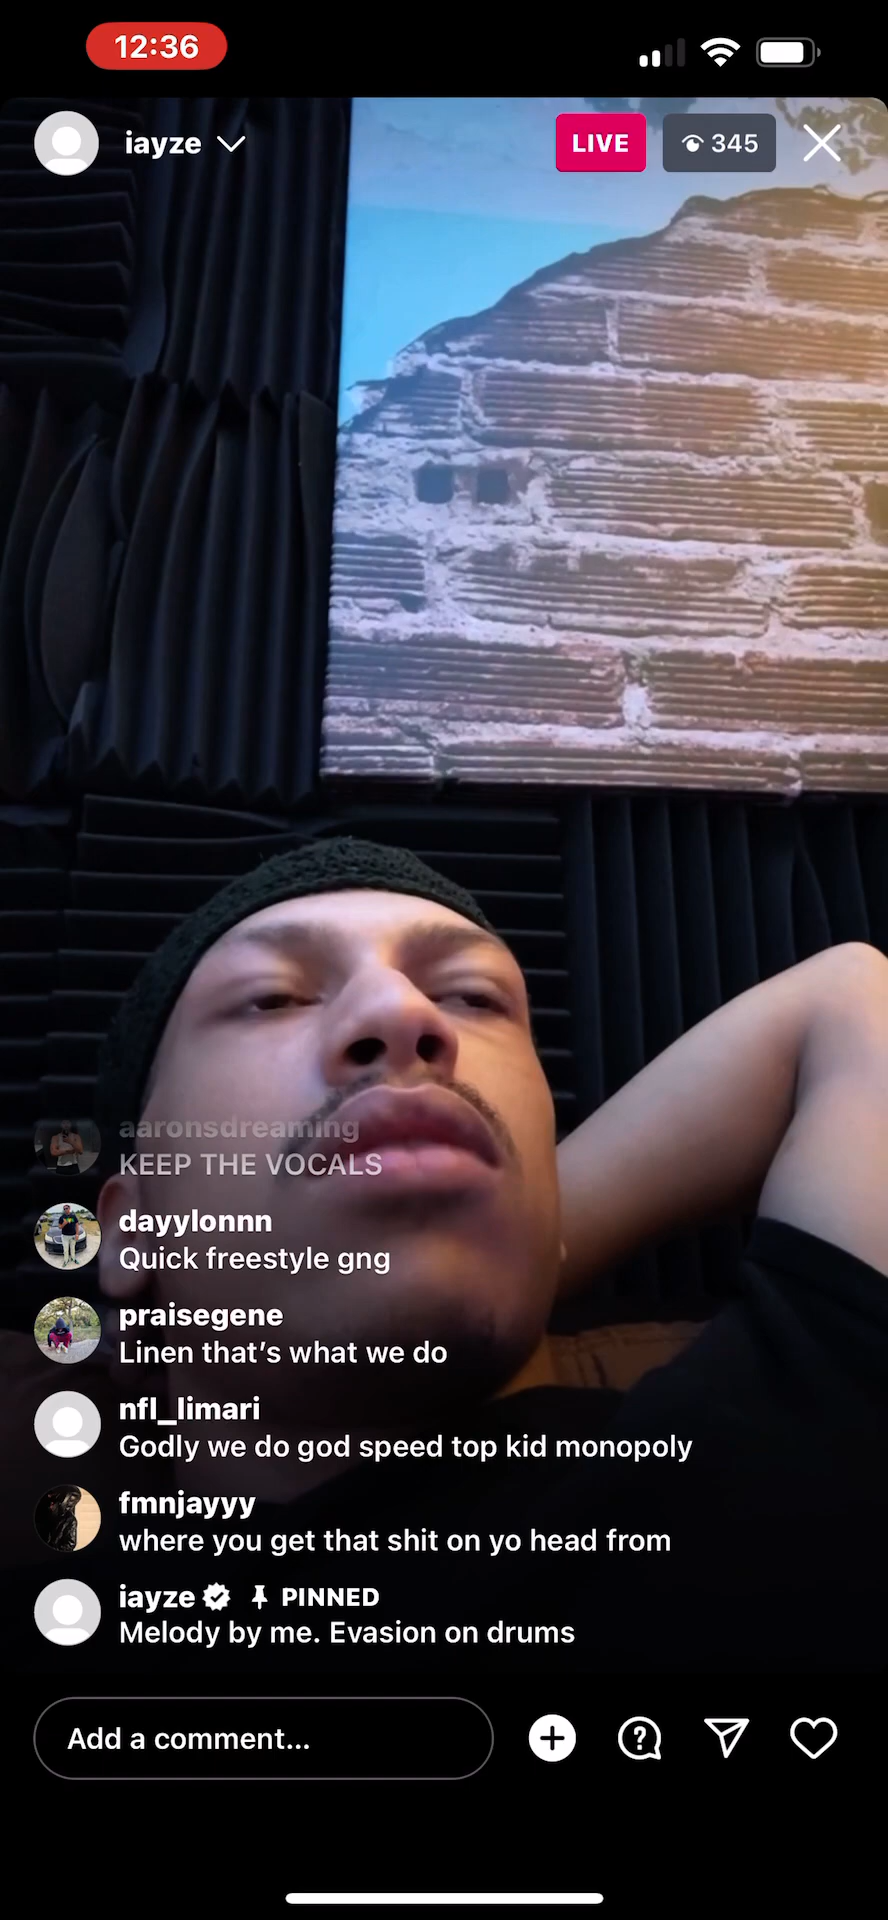 12:36
iayze
LIVE
345
aaronsdreaming
KEEP THE VOCALS
dayylonnn
Quick freestyle gng
praisegene
Linen that’s what we do
nfl_limari
Godly we do god speed top kid monopoly
fmnjayyy
where you get that shit on yo head from
iayze PINNED
Melody by me. Evasion on drums
Add a comment...